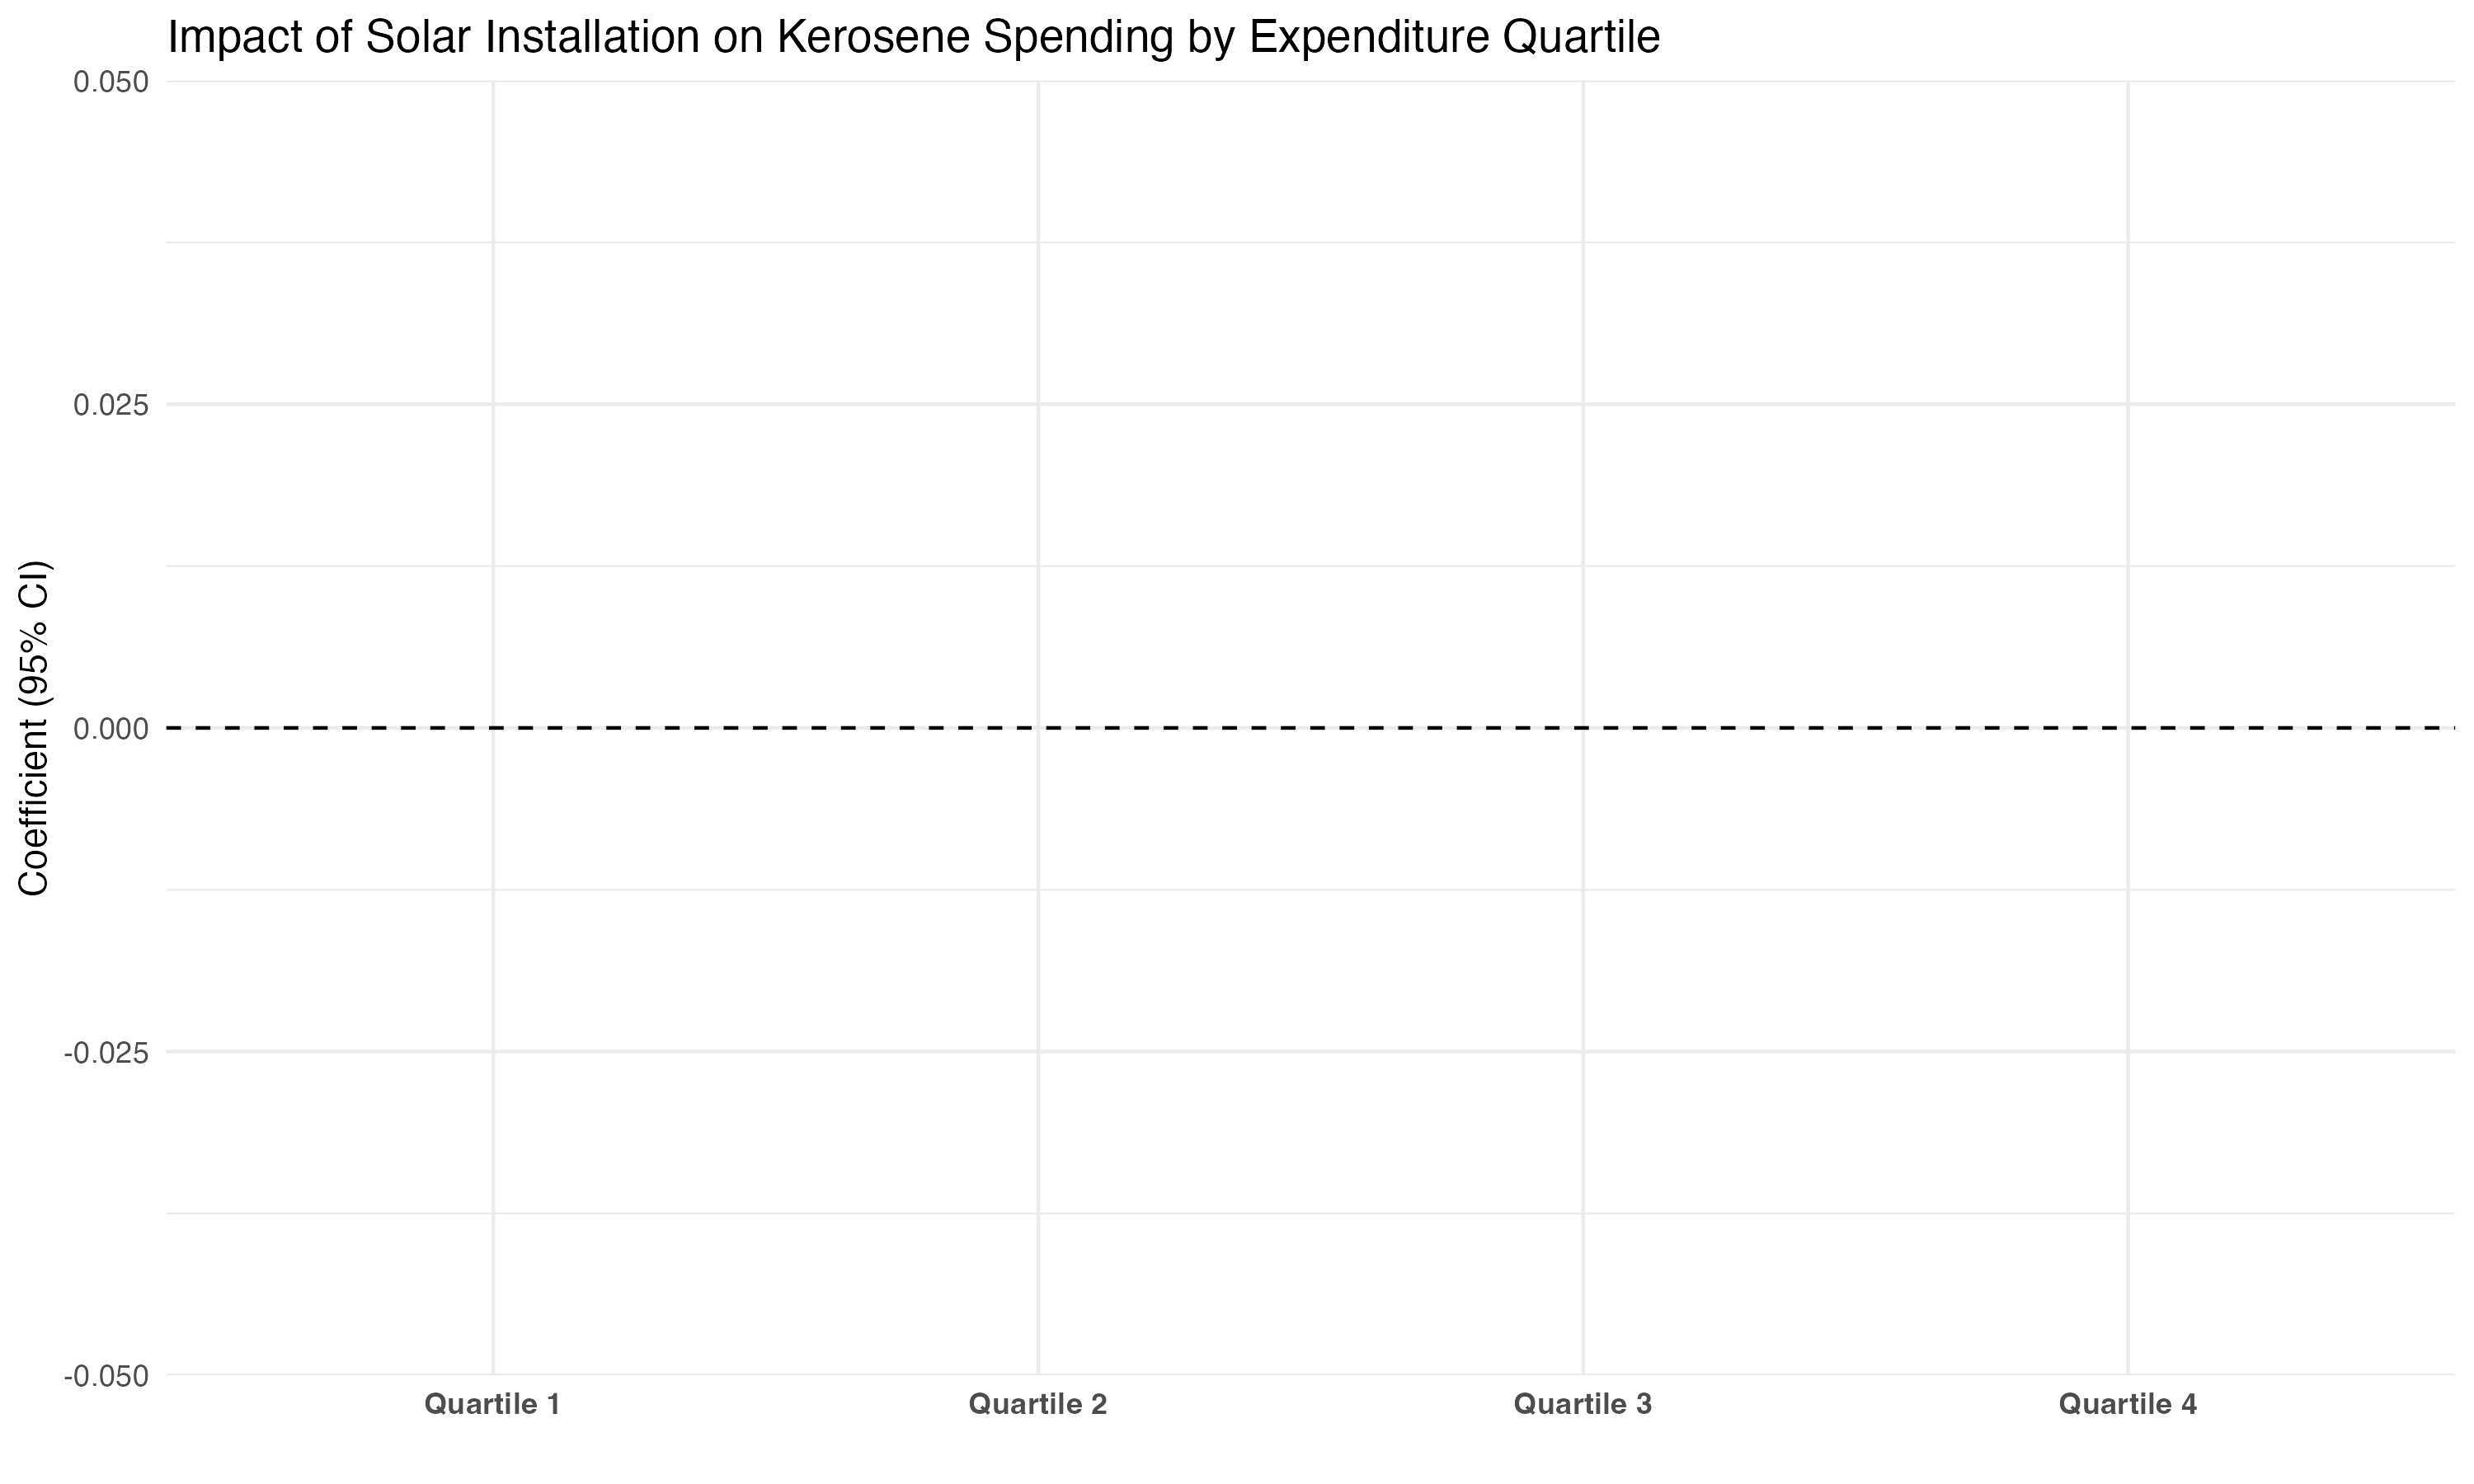 Impact of Solar Installation on Kerosene Spending by Expenditure Quartile
0.050
0.025
0.000
-0.025
-0.050
Coefficient (95% CI)
Quartile 1
Quartile 2
Quartile 3
Quartile 4